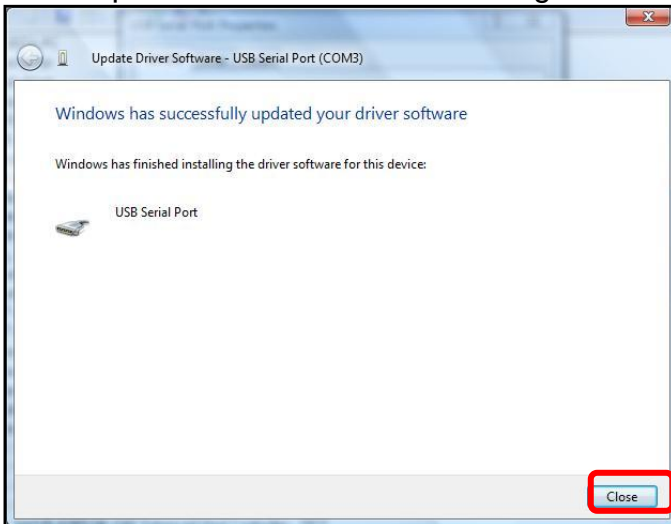 Update Driver Software - USB Serial Port (COM3)
Windows has successfully updated your driver software
Windows has finished installing the driver software for this device:
USB Serial Port
Close